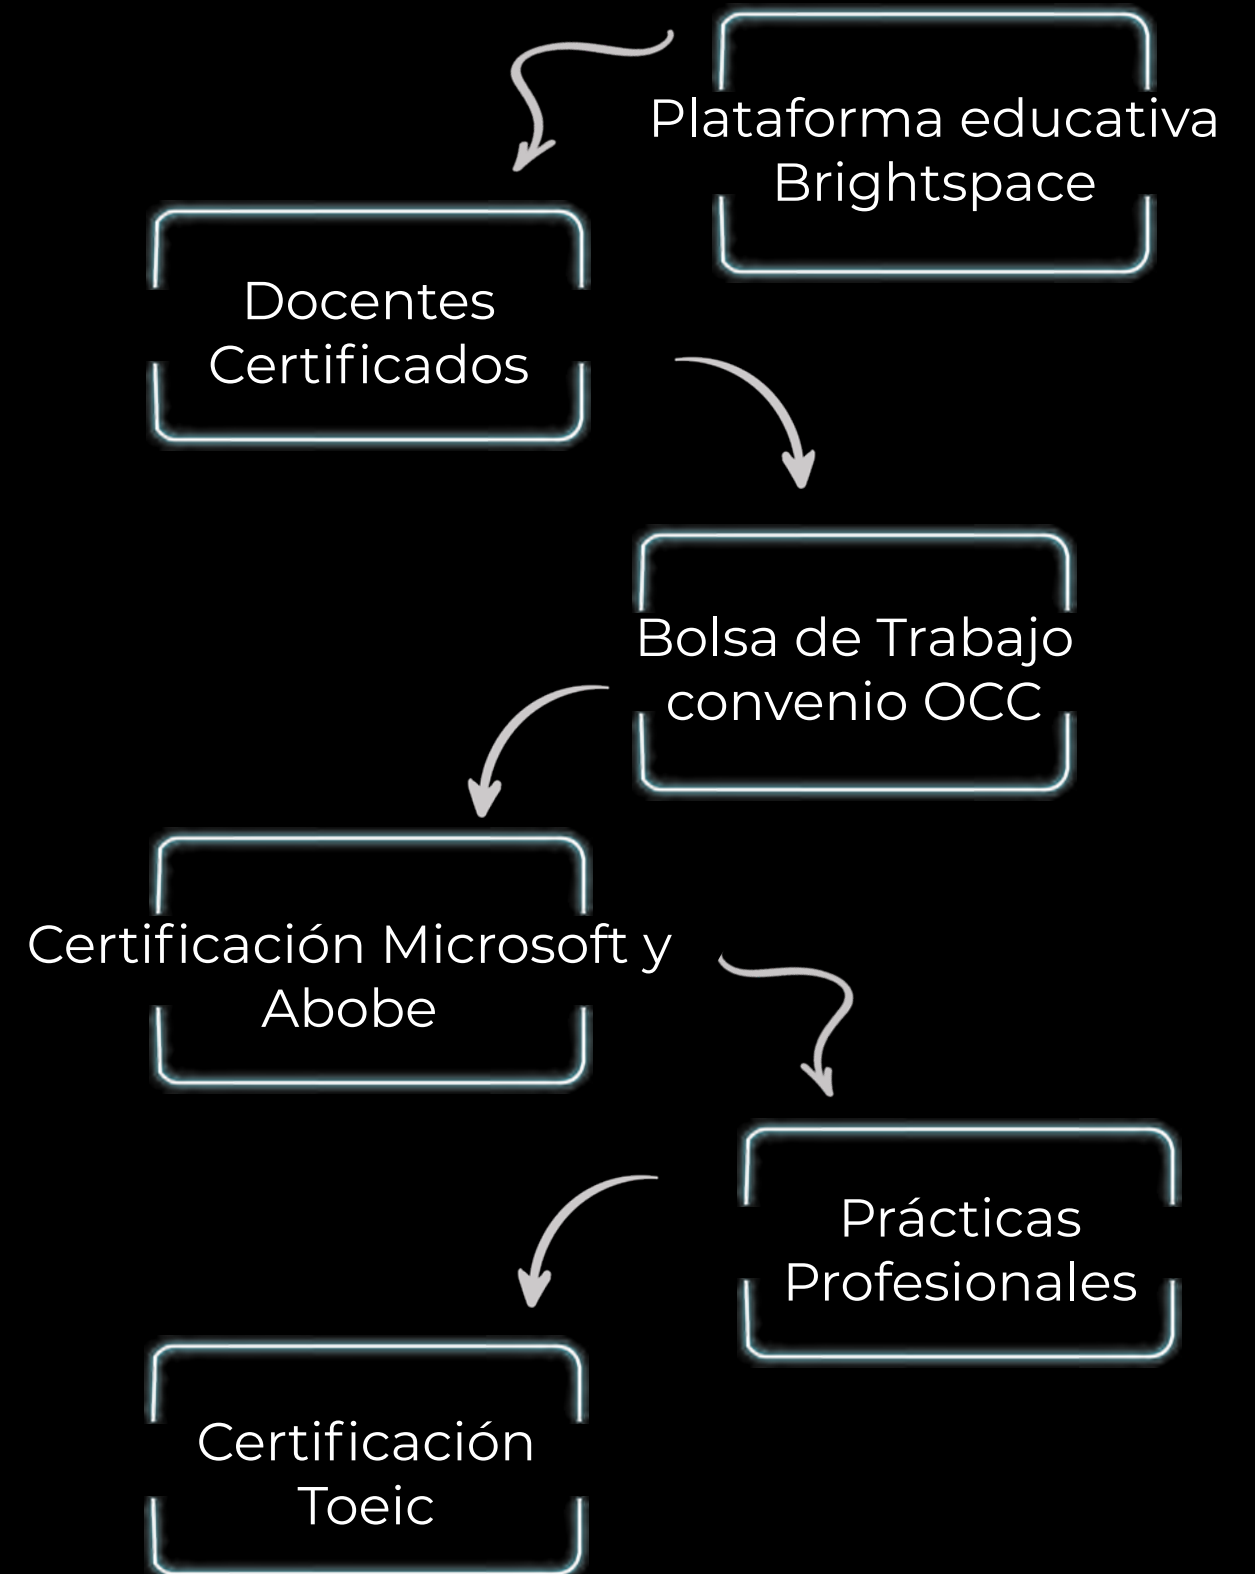 Plataforma educativa
Brightspace
Docentes
Certificados
Bolsa de Trabajo
convenio OCC
Certificación Microsoft y
Abobe
Prácticas
Profesionales
Certificación
Toeic